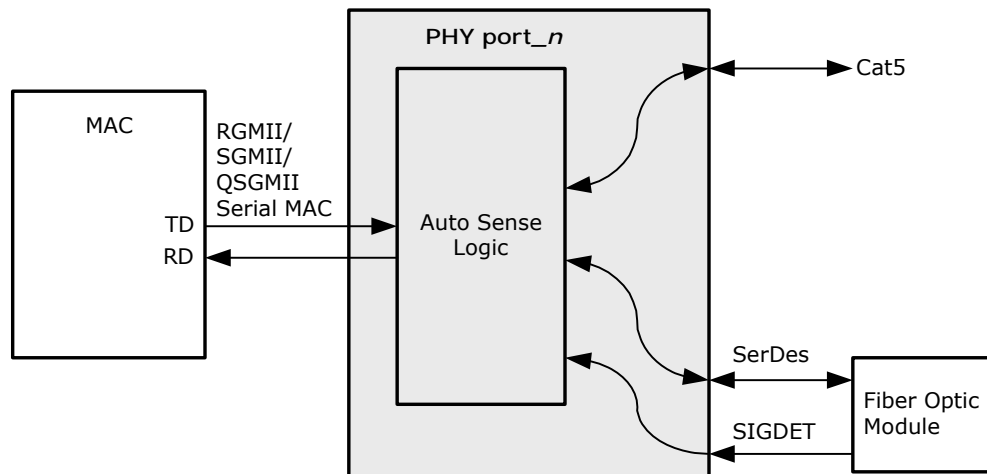 PHY port_n
Cat5
MAC
RGMII/
SGMII/
QSGMII
Serial MAC
TD
RD
Auto Sense
Logic
SerDes
SIGDET
Fiber Optic
Module